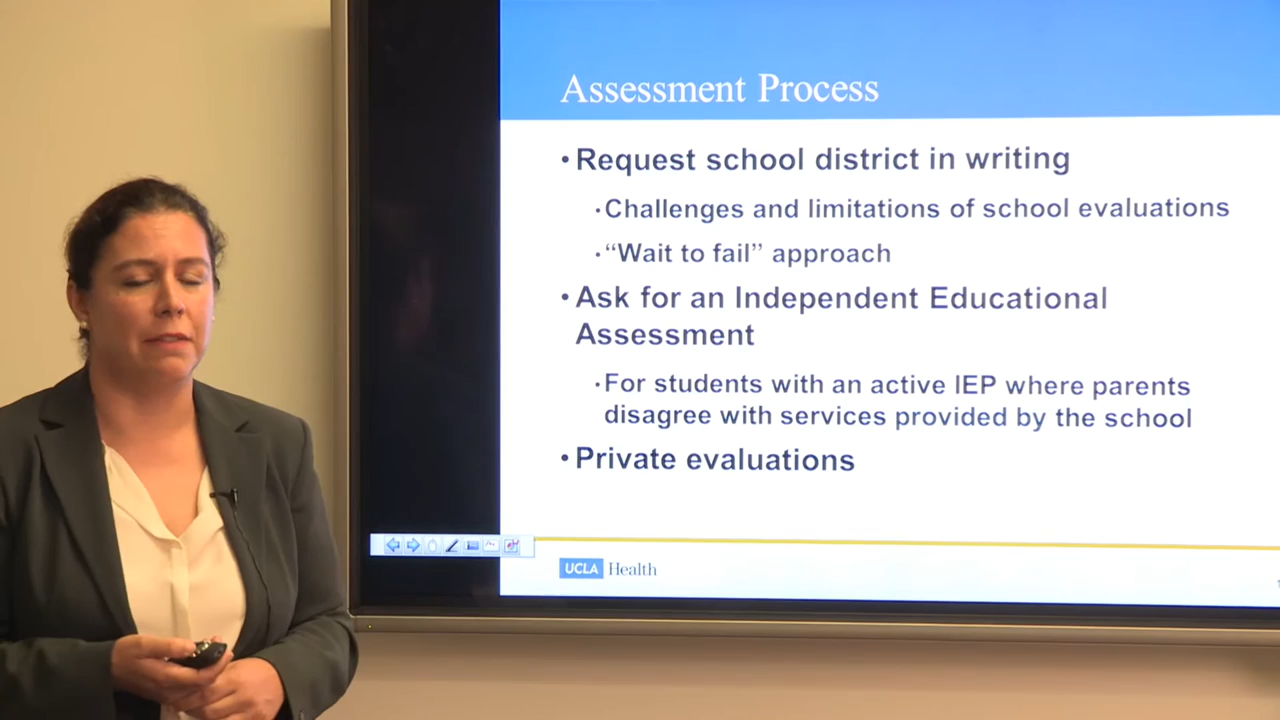 Assessment Process
• Request school district in writing
• Challenges and limitations of school evaluations
• “Wait to fail” approach
• Ask for an Independent Educational
Assessment
• For students with an active IEP where parents
disagree with services provided by the school
• Private evaluations
UCLA Health